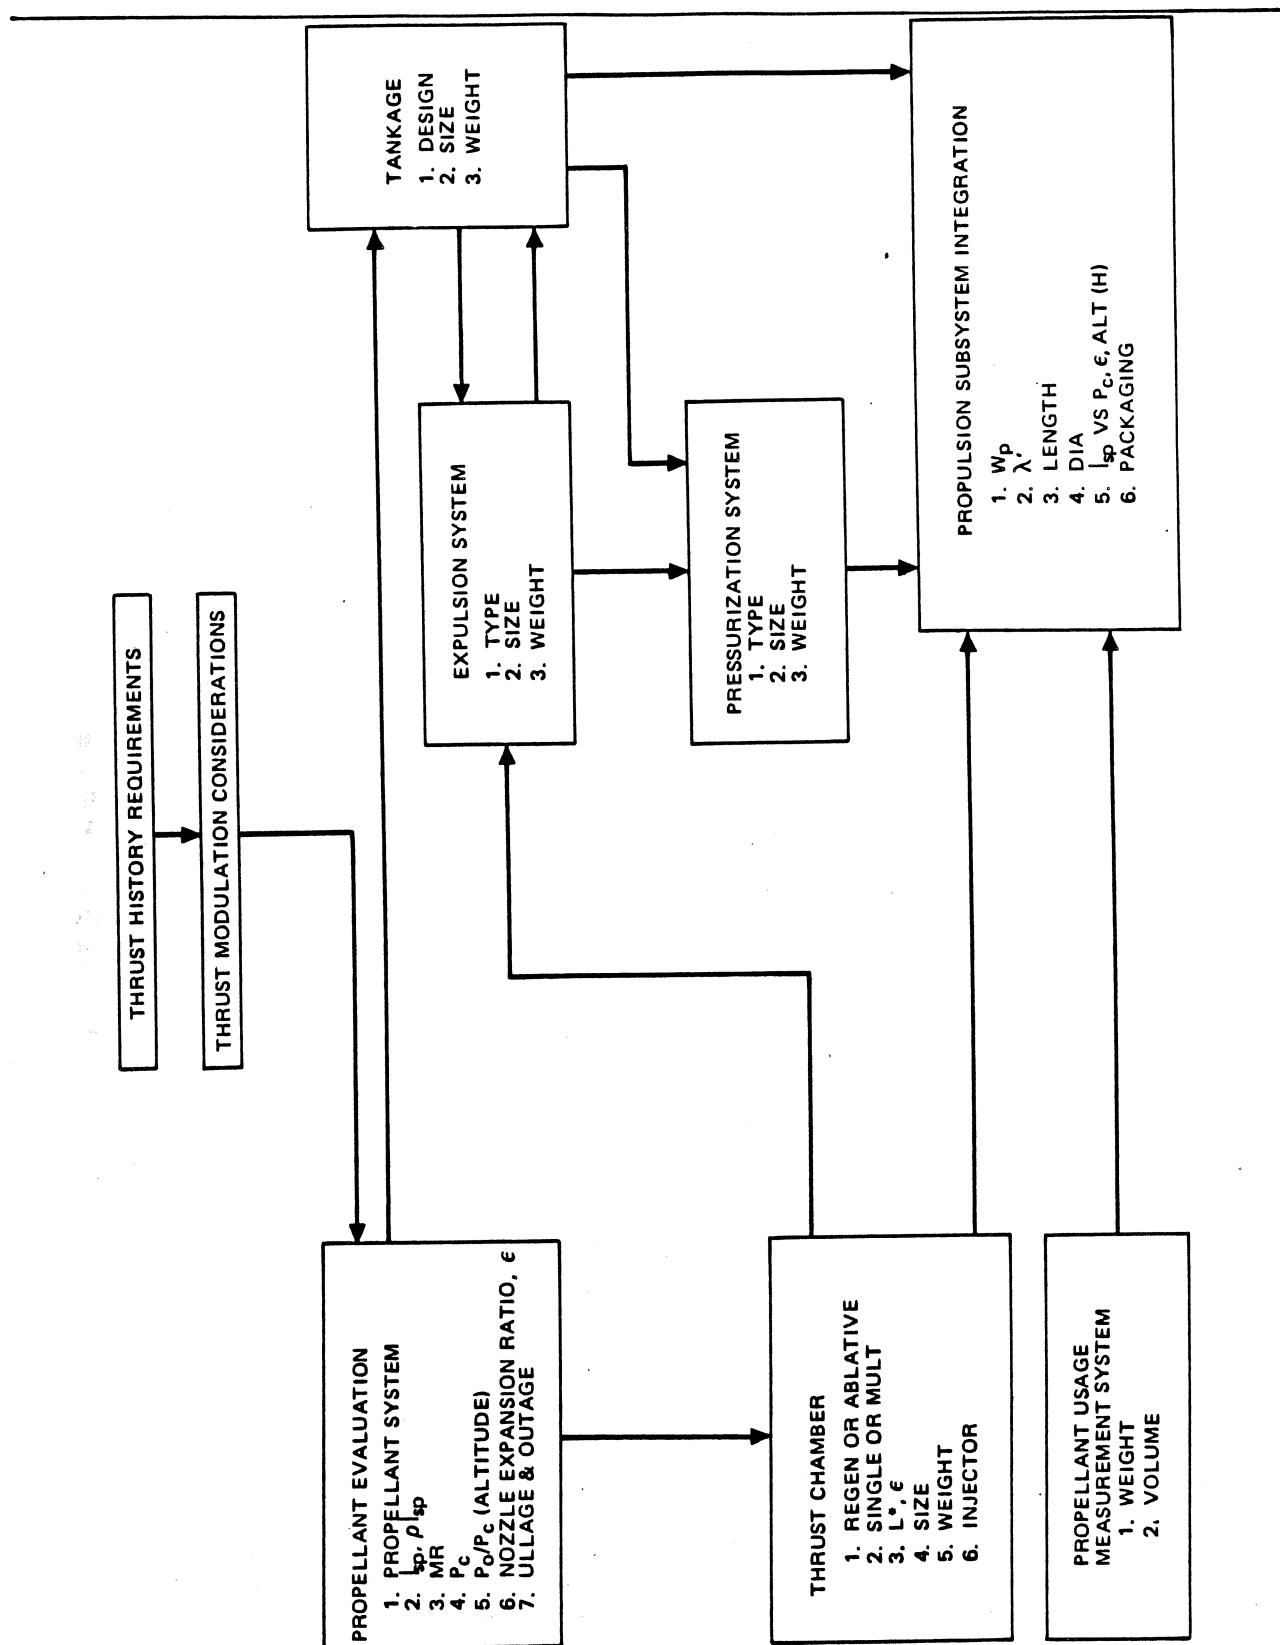 THRUST HISTORY REQUIREMENTS
THRUST MODULATION CONSIDERATIONS
PROPELLANT EVALUATION
1. PROPELLANT SYSTEM
2. Isp, ρIsp
3. MR
4. Pc
5. Po/Pc (ALTITUDE)
6. NOZZLE EXPANSION RATIO, ϵ
7. ULLAGE & OUTAGE
TANKAGE
1. DESIGN
2. SIZE
3. WEIGHT
EXPULSION SYSTEM
1. TYPE
2. SIZE
3. WEIGHT
PRESSURIZATION SYSTEM
1. TYPE
2. SIZE
3. WEIGHT
THRUST CHAMBER
1. REGEN OR ABLATIVE
2. SINGLE OR MULT
3. L*, ϵ
4. SIZE
5. WEIGHT
6. INJECTOR
PROPELLANT USAGE
MEASUREMENT SYSTEM
1. WEIGHT
2. VOLUME
PROPULSION SUBSYSTEM INTEGRATION
1. Wp
2. λ′
3. LENGTH
4. DIA
5. Isp VS Pc, ϵ, ALT (H)
6. PACKAGING